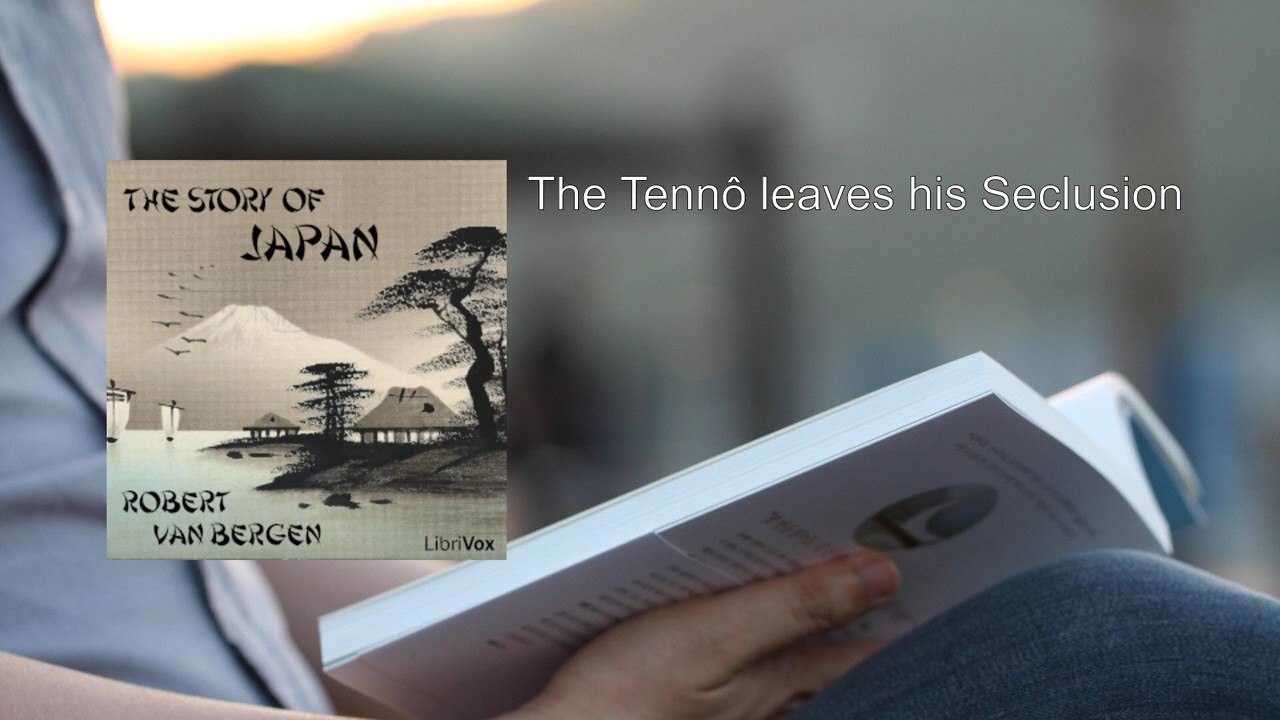 THE STORY OF
JAPAN
ROBERT
VAN BERGEN
LibriVox
The Tennô leaves his Seclusion